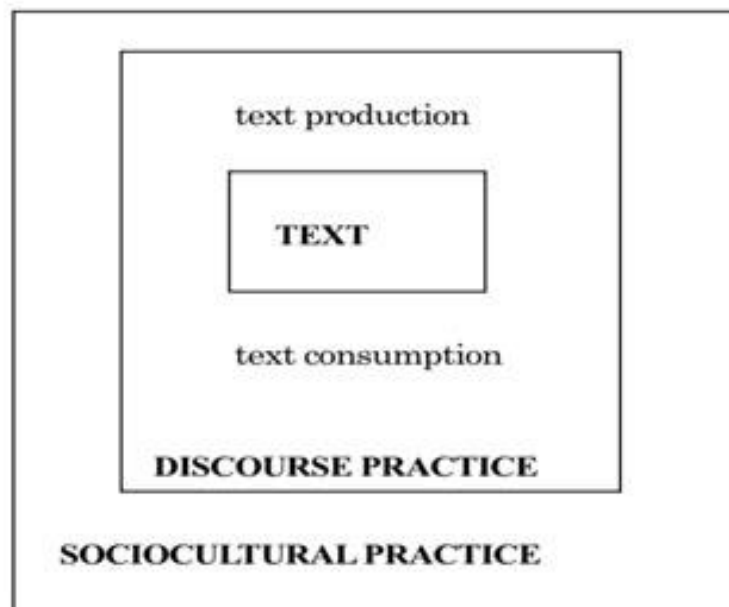 text production
TEXT
text consumption
DISCOURSE PRACTICE
SOCIOCULTURAL PRACTICE